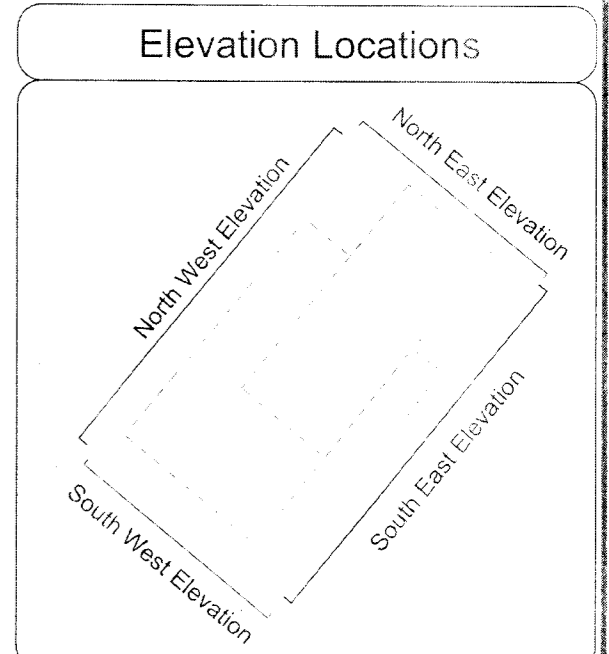 Elevation Locations
North East Elevation
North West Elevation
South East Elevation
South West Elevation